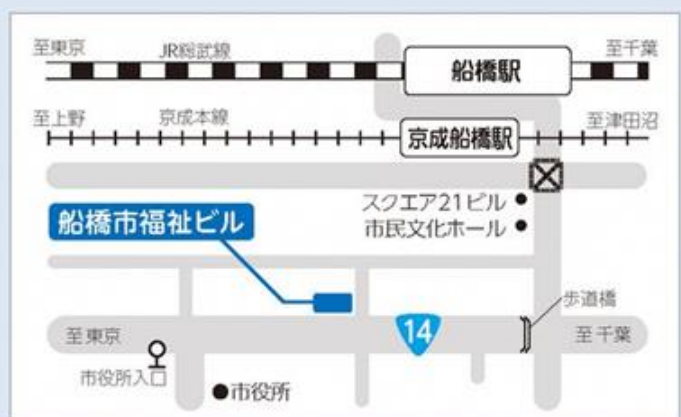 至東京
JR総武線
船橋駅
至千葉
至上野
京成本線
京成船橋駅
至津田沼
スクエア21ビル
市民文化ホール
船橋市福祉ビル
歩道橋
至東京
14
至千葉
市役所入口
市役所